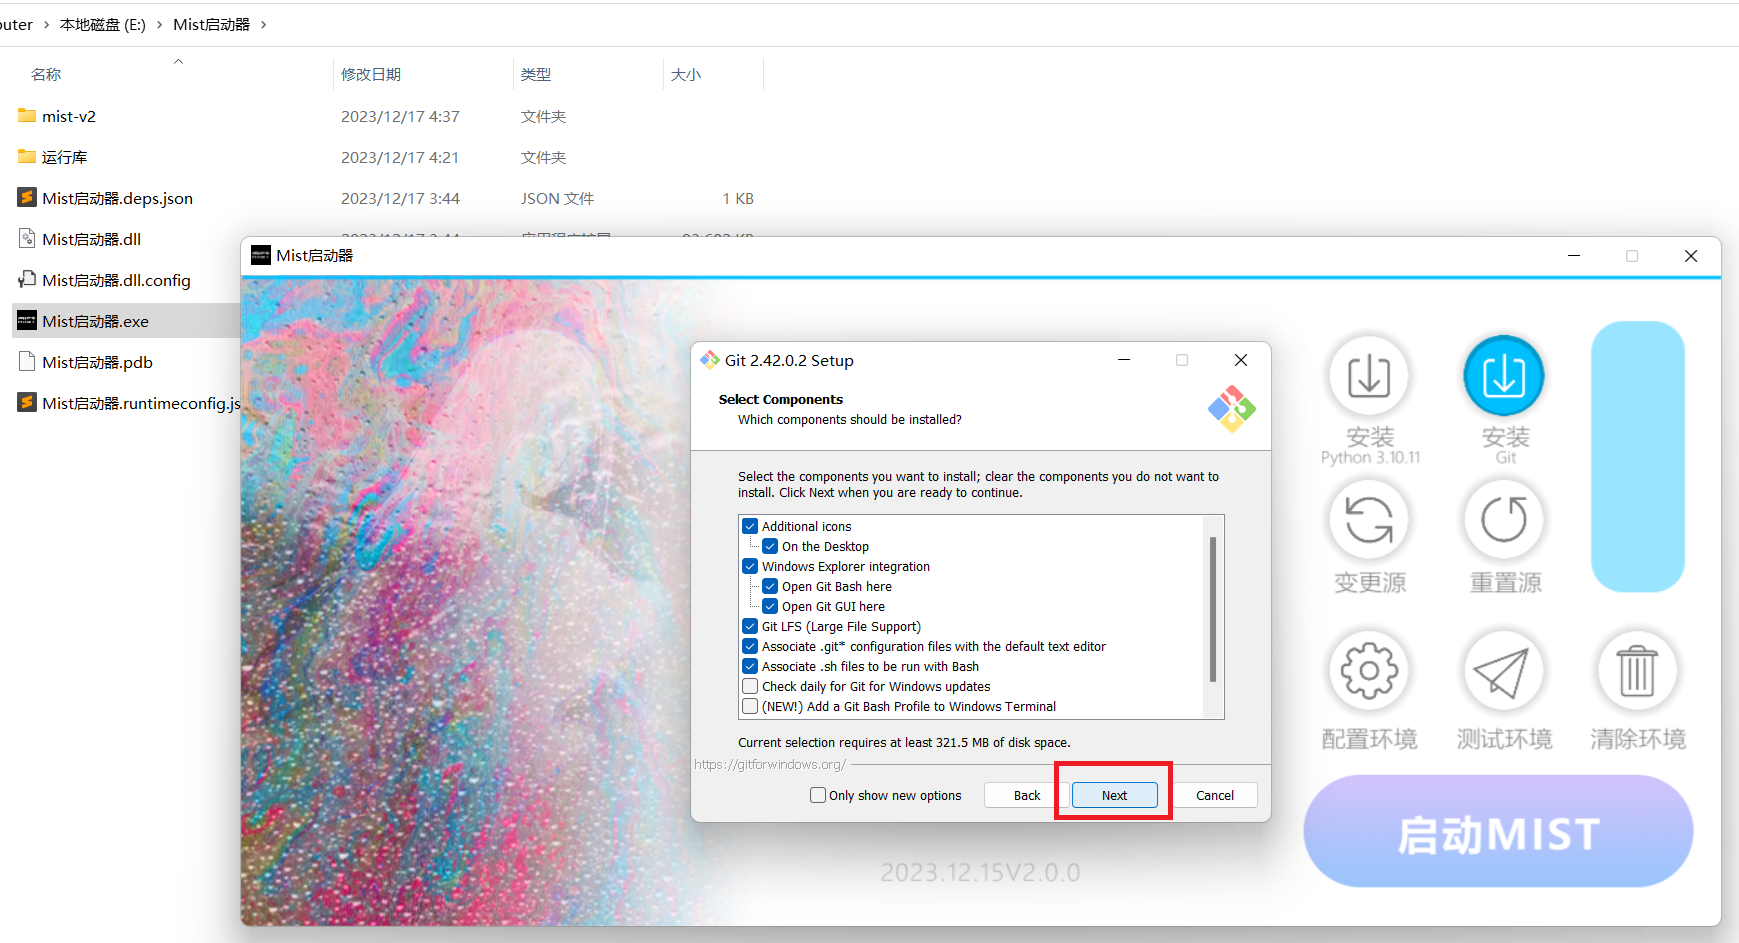 outer > 本地磁盘 (E:) > Mist启动器 >
名称 修改日期 类型 大小
mist-v2 2023/12/17 4:37 文件夹
运行库 2023/12/17 4:21 文件夹
Mist启动器.deps.json 2023/12/17 3:44 JSON 文件 1 KB
Mist启动器.dll
Mist启动器.dll.config
Mist启动器.exe
Mist启动器.pdb
Mist启动器.runtimeconfig.js
Mist启动器
Git 2.42.0.2 Setup
Select Components
Which components should be installed?
Select the components you want to install; clear the components you do not want to
install. Click Next when you are ready to continue.
Additional icons
On the Desktop
Windows Explorer integration
Open Git Bash here
Open Git GUI here
Git LFS (Large File Support)
Associate .git* configuration files with the default text editor
Associate .sh files to be run with Bash
Check daily for Git for Windows updates
(NEW!) Add a Git Bash Profile to Windows Terminal
Current selection requires at least 321.5 MB of disk space.
https://gitforwindows.org/
Only show new options Back Next Cancel
安装
Python 3.10.11
安装
Git
变更源 重置源
配置环境 测试环境 清除环境
启动MIST
2023.12.15V2.0.0